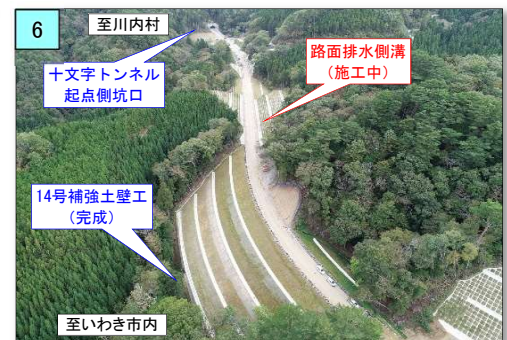 6
至川内村
十文字トンネル
起点側坑口
路面排水側溝
（施工中）
14号補強土壁工
（完成）
至いわき市内